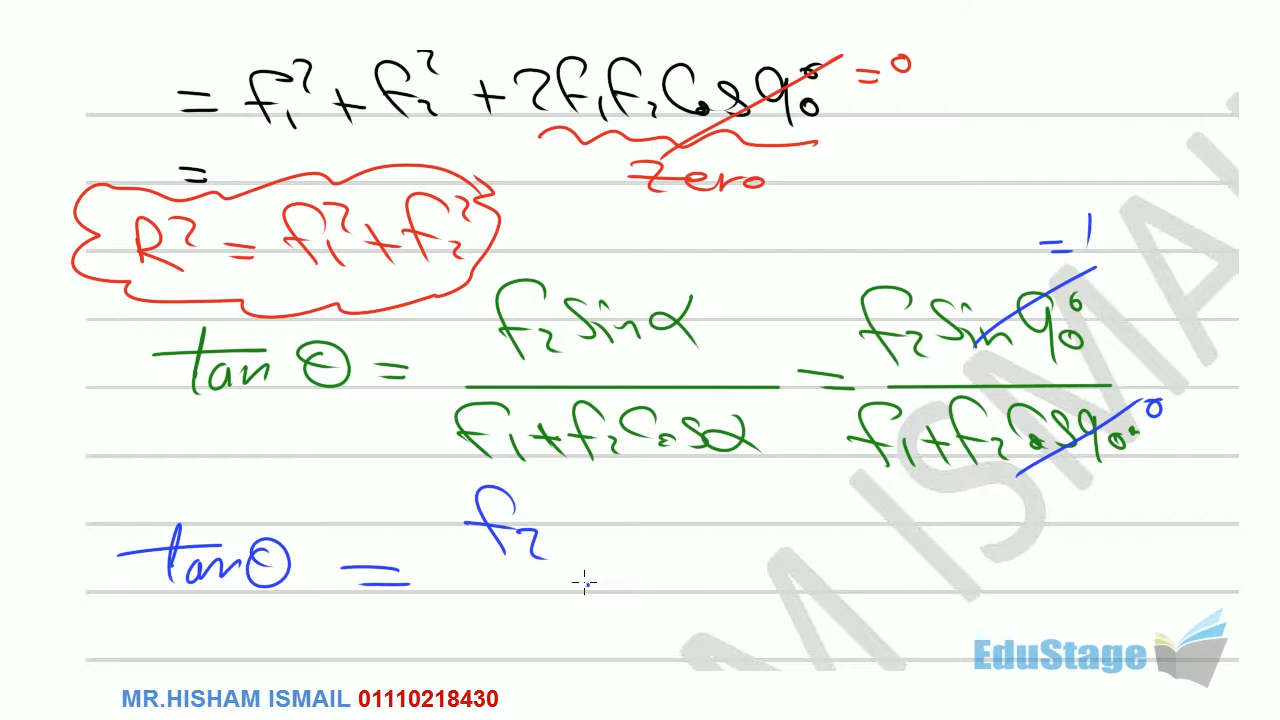 = f₁² + f₂² + 2f₁f₂ Cos 90° = 0
Zero
=
R² = f₁² + f₂²
= 1
tan θ = f₂ sin α / f₁ + f₂ Cos α = f₂ sin 90° / f₁ + f₂ Cos 90° 0
tan θ = f₂
M ISMA
EduStage
MR.HISHAM ISMAIL 01110218430